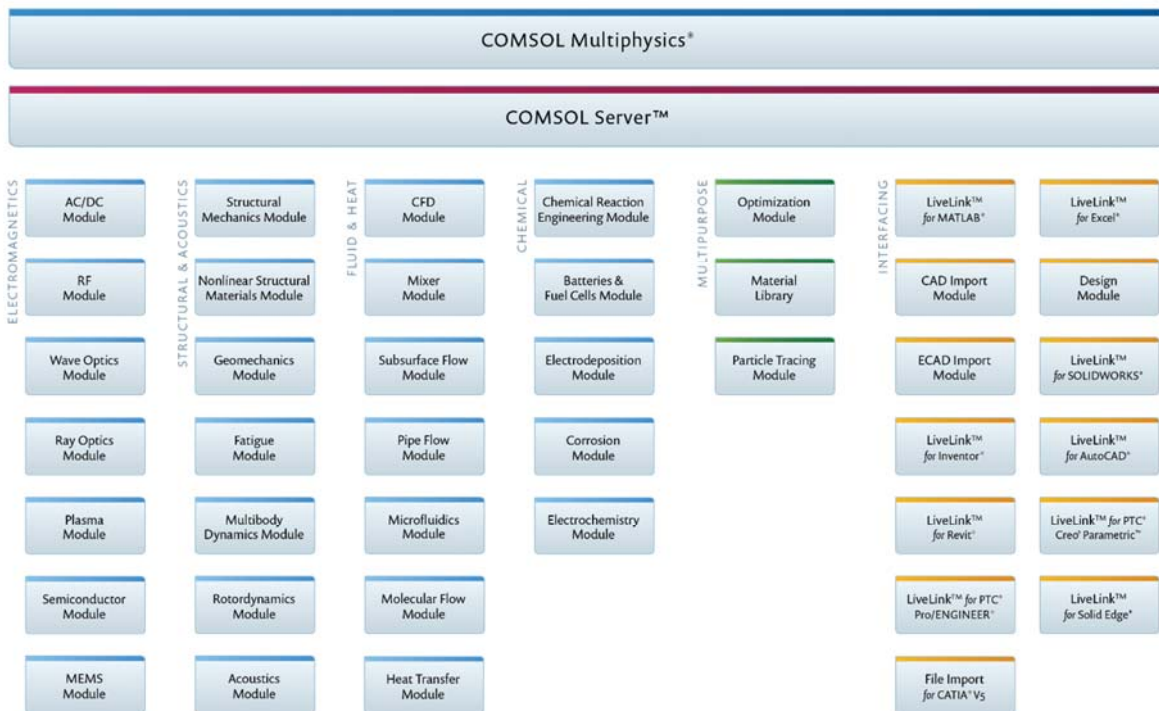 COMSOL Multiphysics®
COMSOL Server™
ELECTROMAGNETICS
AC/DC
Module
RF
Module
Wave Optics
Module
Ray Optics
Module
Plasma
Module
Semiconductor
Module
MEMS
Module
STRUCTURAL & ACOUSTICS
Structural
Mechanics Module
Nonlinear Structural
Materials Module
Geomechanics
Module
Fatigue
Module
Multibody
Dynamics Module
Rotordynamics
Module
Acoustics
Module
FLUID & HEAT
CFD
Module
Mixer
Module
Subsurface Flow
Module
Pipe Flow
Module
Microfluidics
Module
Molecular Flow
Module
Heat Transfer
Module
CHEMICAL
Chemical Reaction
Engineering Module
Batteries &
Fuel Cells Module
Electrodeposition
Module
Corrosion
Module
Electrochemistry
Module
MULTIPURPOSE
Optimization
Module
Material
Library
Particle Tracing
Module
INTERFACING
LiveLink™
for MATLAB®
CAD Import
Module
ECAD Import
Module
LiveLink™
for Inventor®
LiveLink™
for Revit®
LiveLink™ for PTC®
Pro/ENGINEER®
File Import
for CATIA® V5
LiveLink™
for Excel®
Design
Module
LiveLink™
for SOLIDWORKS®
LiveLink™
for AutoCAD®
LiveLink™ for PTC®
Creo® Parametric™
LiveLink™
for Solid Edge®